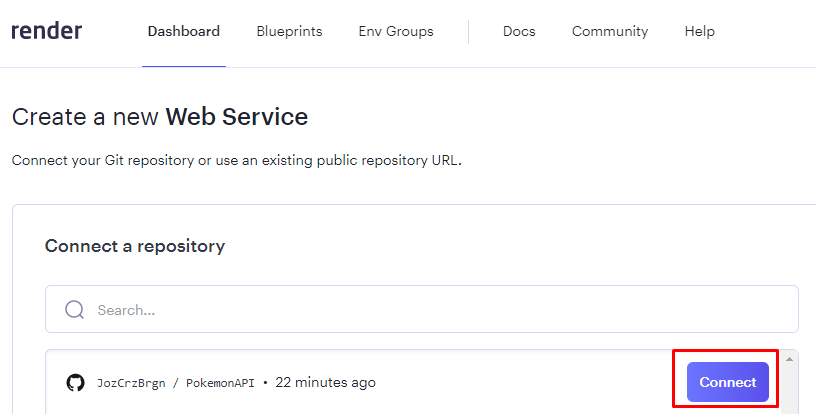 render Dashboard Blueprints Env Groups Docs Community Help
Create a new Web Service
Connect your Git repository or use an existing public repository URL.
Connect a repository
Search...
JozCrzBrgn / PokemonAPI • 22 minutes ago Connect